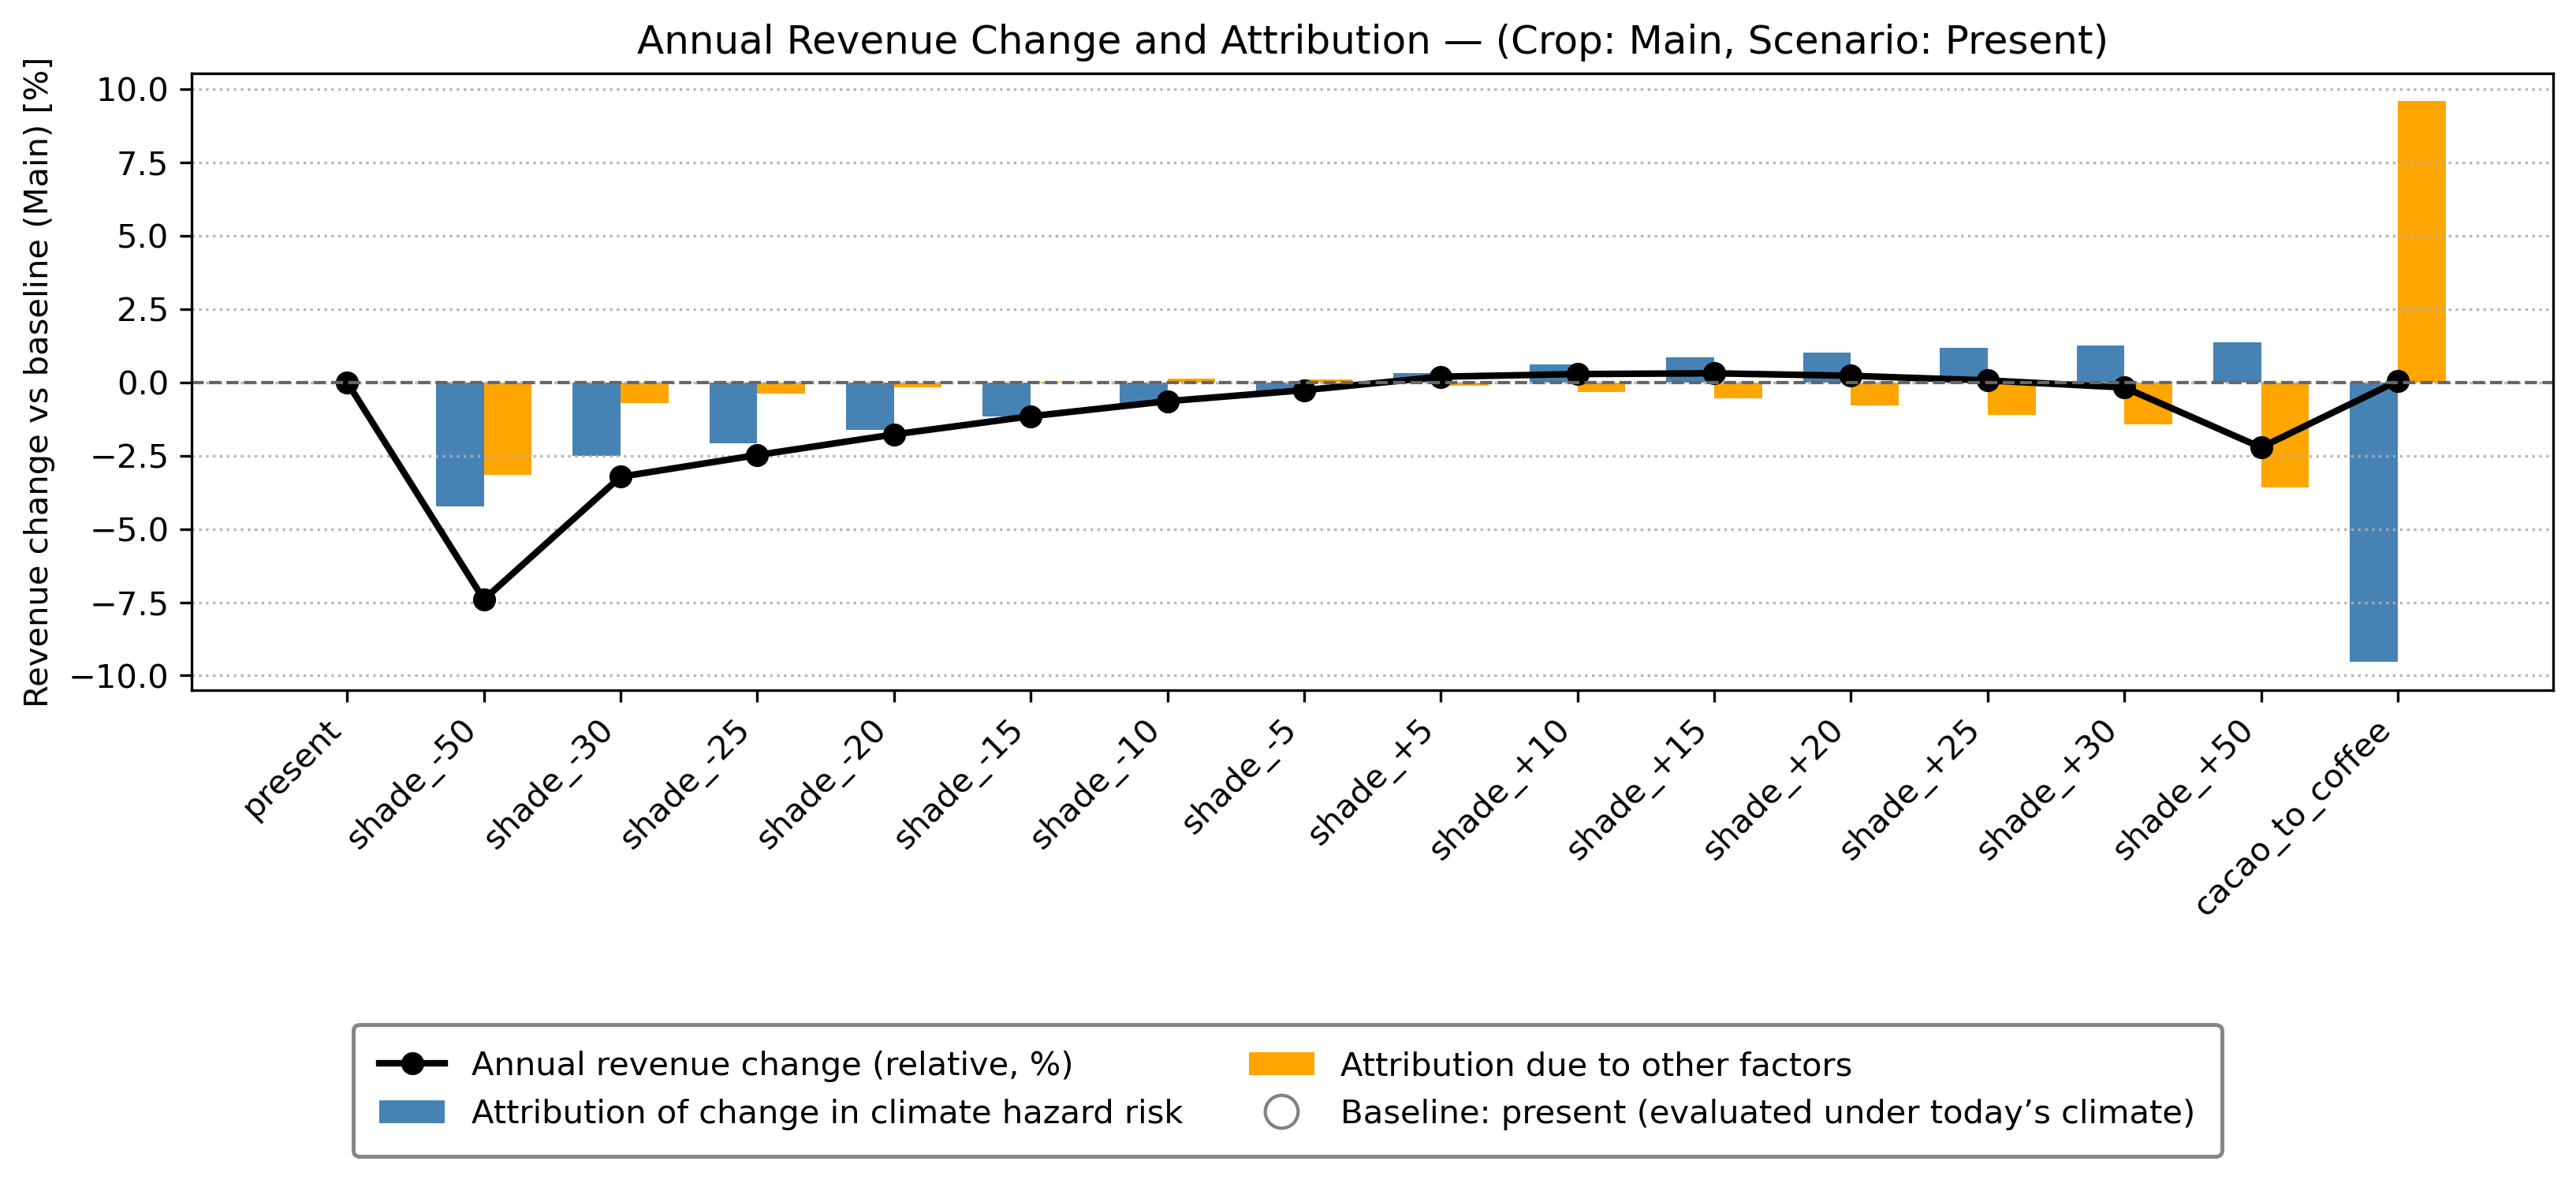 Annual Revenue Change and Attribution — (Crop: Main, Scenario: Present)
Revenue change vs baseline (Main) [%]
10.0
7.5
5.0
2.5
0.0
−2.5
−5.0
−7.5
−10.0
present
shade_-50
shade_-30
shade_-25
shade_-20
shade_-15
shade_-10
shade_-5
shade_+5
shade_+10
shade_+15
shade_+20
shade_+25
shade_+30
shade_+50
cacao_to_coffee
Annual revenue change (relative, %)
Attribution of change in climate hazard risk
Attribution due to other factors
Baseline: present (evaluated under today’s climate)